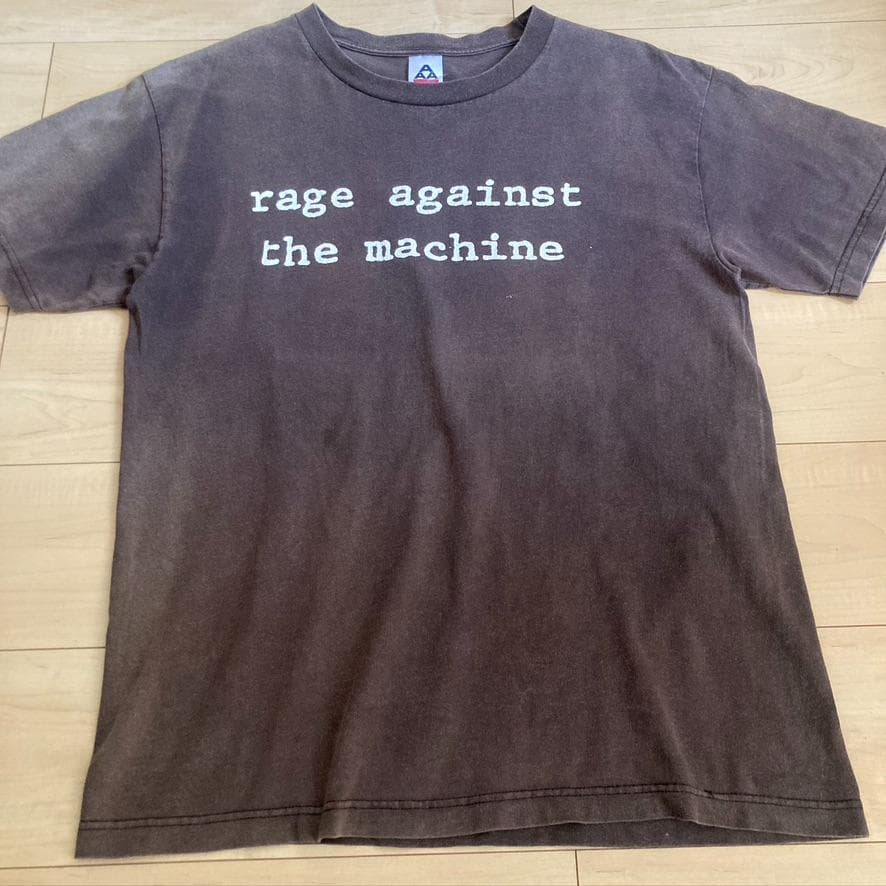 rage against
the machine